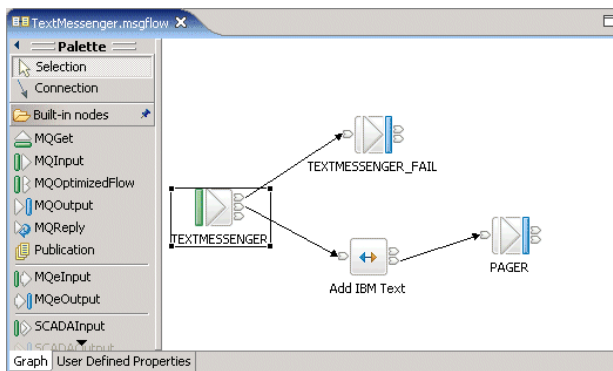 TextMessenger.msgflow
Palette
Selection
Connection
Built-in nodes
MQGet
MQInput
MQOptimizedFlow
MQOutput
MQReply
Publication
MQeInput
MQeOutput
SCADAInput
SCADAOutput
TEXTMESSENGER_FAIL
TEXTMESSENGER
Add IBM Text
PAGER
Graph
User Defined Properties